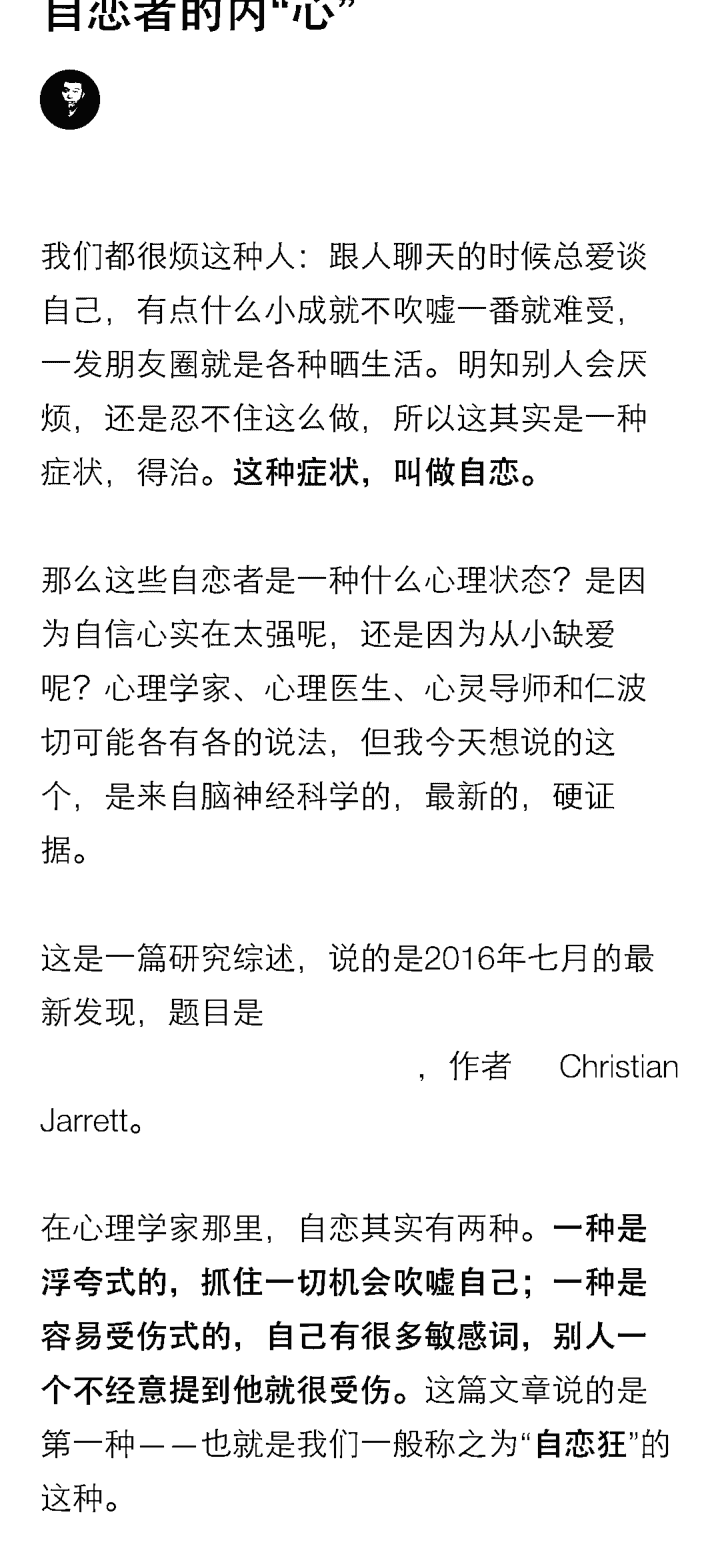 自恋者的内“心”
我们都很烦这种人：跟人聊天的时候总爱谈
自己，有点什么小成就不吹嘘一番就难受，
一发朋友圈就是各种晒生活。明知别人会厌
烦，还是忍不住这么做，所以这其实是一种
症状，得治。这种症状，叫做自恋。
那么这些自恋者是一种什么心理状态？是因
为自信心实在太强呢，还是因为从小缺爱
呢？心理学家、心理医生、心灵导师和仁波
切可能各有各的说法，但我今天想说的这
个，是来自脑神经科学的，最新的，硬证
据。
这是一篇研究综述，说的是2016年七月的最
新发现，题目是
，作者 Christian
Jarrett。
在心理学家那里，自恋其实有两种。一种是
浮夸式的，抓住一切机会吹嘘自己；一种是
容易受伤式的，自己有很多敏感词，别人一
个不经意提到他就很受伤。这篇文章说的是
第一种——也就是我们一般称之为“自恋狂”的
这种。